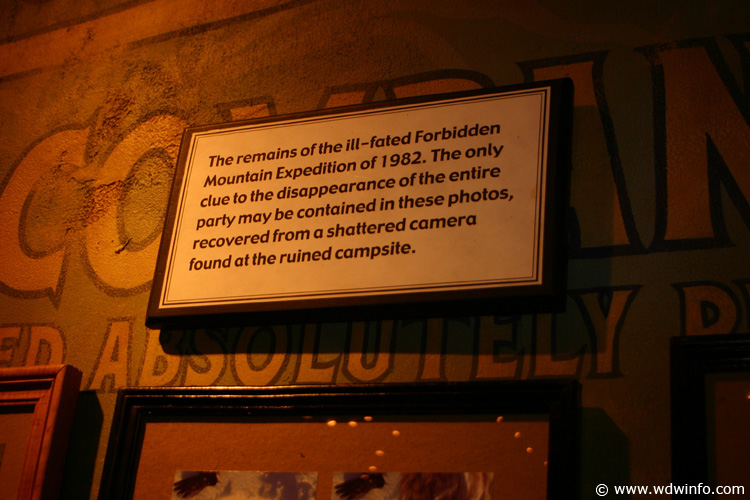 COMPAN
The remains of the ill-fated Forbidden
Mountain Expedition of 1982. The only
clue to the disappearance of the entire
party may be contained in these photos,
recovered from a shattered camera
found at the ruined campsite.
ED ABSOLUTELY P
© www.wdwinfo.com